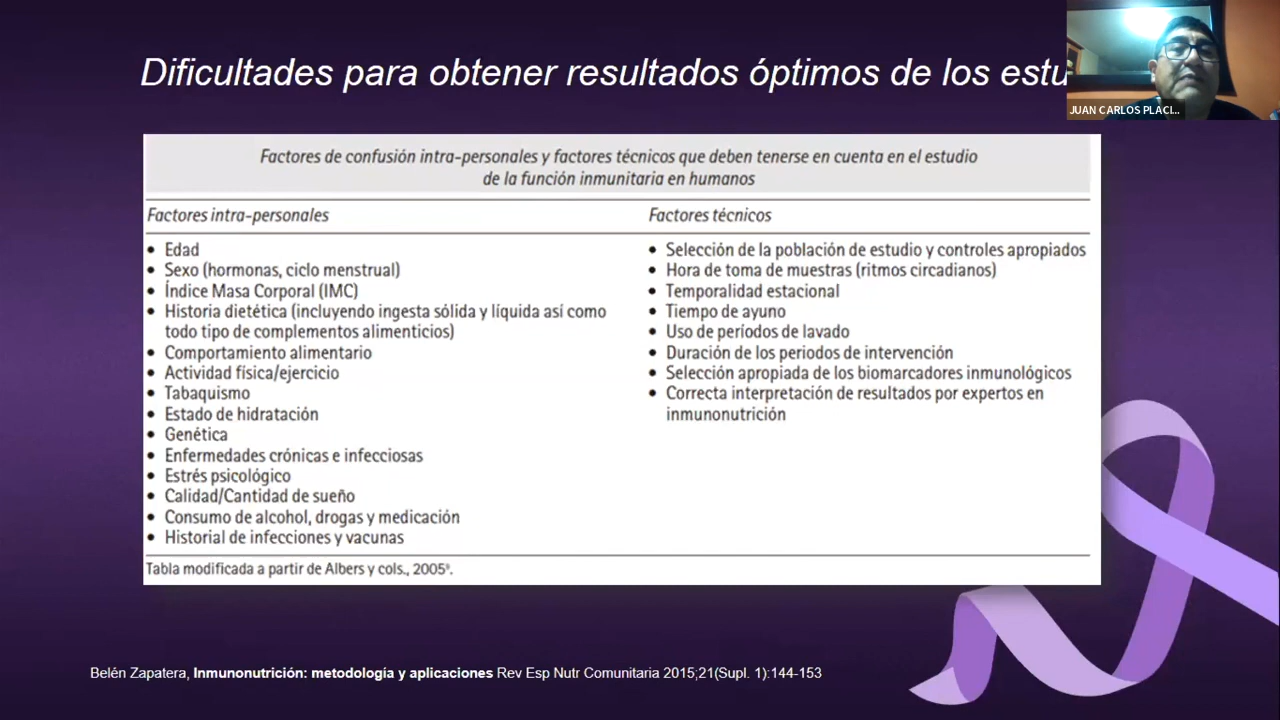 Dificultades para obtener resultados óptimos de los estu
JUAN CARLOS PLACI...
Factores de confusión intra-personales y factores técnicos que deben tenerse en cuenta en el estudio
de la función inmunitaria en humanos
Factores intra-personales
• Edad
• Sexo (hormonas, ciclo menstrual)
• Índice Masa Corporal (IMC)
• Historia dietética (incluyendo ingesta sólida y líquida así como
todo tipo de complementos alimenticios)
• Comportamiento alimentario
• Actividad física/ejercicio
• Tabaquismo
• Estado de hidratación
• Genética
• Enfermedades crónicas e infecciosas
• Estrés psicológico
• Calidad/Cantidad de sueño
• Consumo de alcohol, drogas y medicación
• Historial de infecciones y vacunas
Factores técnicos
• Selección de la población de estudio y controles apropiados
• Hora de toma de muestras (ritmos circadianos)
• Temporalidad estacional
• Tiempo de ayuno
• Uso de períodos de lavado
• Duración de los periodos de intervención
• Selección apropiada de los biomarcadores inmunológicos
• Correcta interpretación de resultados por expertos en
inmunonutrición
Tabla modificada a partir de Albers y cols., 2005⁹.
Belén Zapatera, Inmunonutrición: metodología y aplicaciones Rev Esp Nutr Comunitaria 2015;21(Supl. 1):144-153